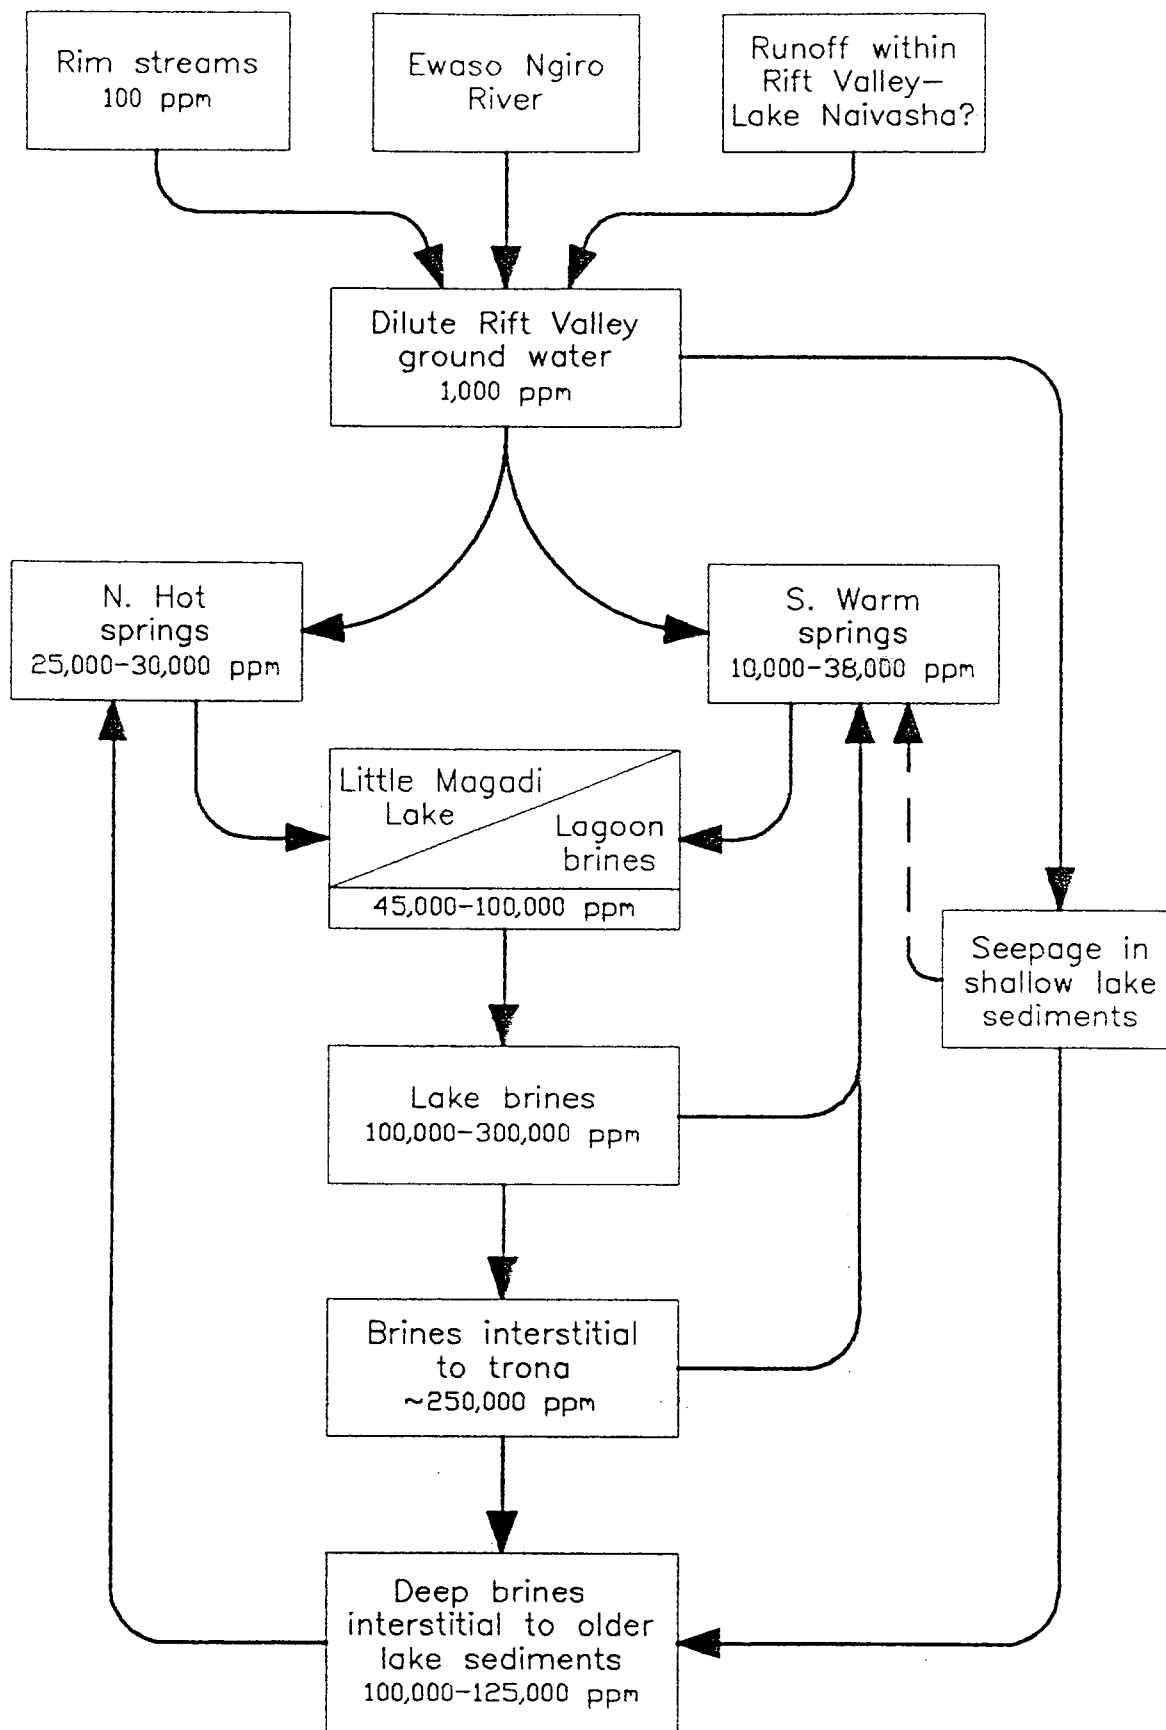 Rim streams
100 ppm
Ewaso Ngiro
River
Runoff within
Rift Valley–
Lake Naivasha?
Dilute Rift Valley
ground water
1,000 ppm
N. Hot
springs
25,000–30,000 ppm
S. Warm
springs
10,000–38,000 ppm
Little Magadi
Lake
Lagoon
brines
45,000–100,000 ppm
Seepage in
shallow lake
sediments
Lake brines
100,000–300,000 ppm
Brines interstitial
to trona
~250,000 ppm
Deep brines
interstitial to older
lake sediments
100,000–125,000 ppm